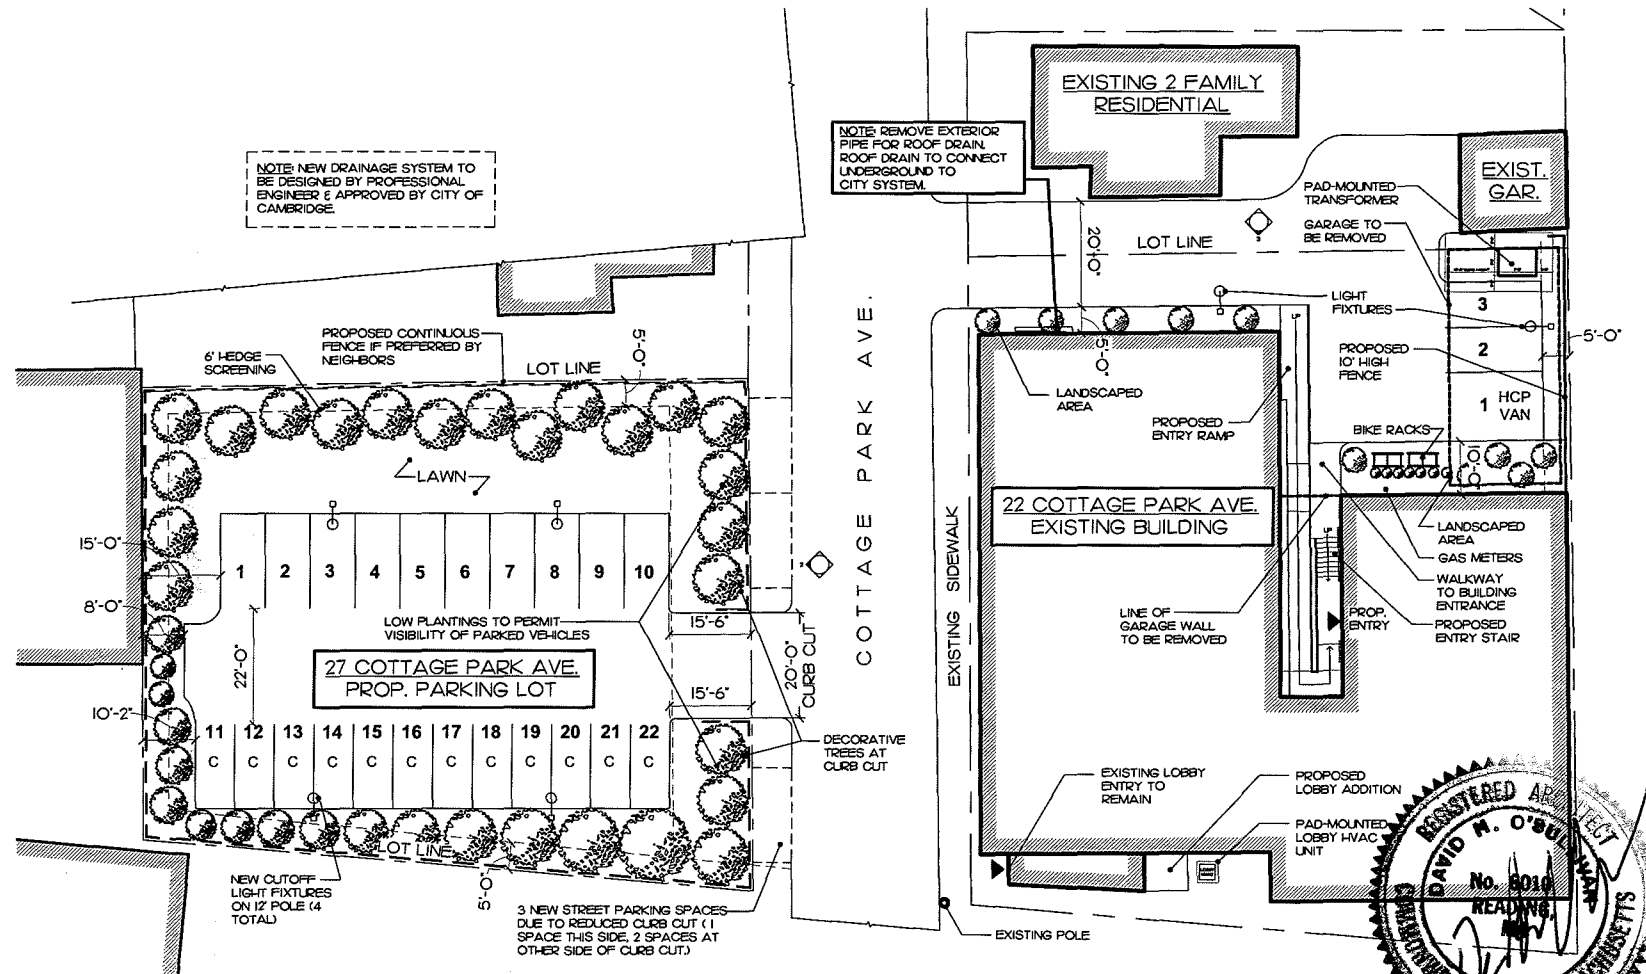 NOTE: NEW DRAINAGE SYSTEM TO
BE DESIGNED BY PROFESSIONAL
ENGINEER & APPROVED BY CITY OF
CAMBRIDGE.
NOTE: REMOVE EXTERIOR
PIPE FOR ROOF DRAIN.
ROOF DRAIN TO CONNECT
UNDERGROUND TO
CITY SYSTEM.
EXISTING 2 FAMILY
RESIDENTIAL
EXIST.
GAR.
PAD-MOUNTED
TRANSFORMER
GARAGE TO
BE REMOVED
LOT LINE
20'-0"
LIGHT
FIXTURES
3
2
1
HCP
VAN
5'-0"
PROPOSED
10' HIGH
FENCE
BIKE RACKS
PROPOSED CONTINUOUS
FENCE IF PREFERRED BY
NEIGHBORS
6' HEDGE
SCREENING
LOT LINE
5'-0"
LAWN
COTTAGE PARK AVE.
5'-0"
LANDSCAPED
AREA
PROPOSED
ENTRY RAMP
10'-0"
22 COTTAGE PARK AVE.
EXISTING BUILDING
EXISTING SIDEWALK
LANDSCAPED
AREA
GAS METERS
WALKWAY
TO BUILDING
ENTRANCE
PROPOSED
ENTRY STAIR
PROP.
ENTRY
LINE OF
GARAGE WALL
TO BE REMOVED
15'-0"
1 2 3 4 5 6 7 8 9 10
8'-0"
LOW PLANTINGS TO PERMIT
VISIBILITY OF PARKED VEHICLES
15'-6"
22'-0"
27 COTTAGE PARK AVE.
PROP. PARKING LOT
20'-0"
CURB CUT
15'-6"
10'-2"
11 12 13 14 15 16 17 18 19 20 21 22
C C C C C C C C C C C C
DECORATIVE
TREES AT
CURB CUT
EXISTING LOBBY
ENTRY TO
REMAIN
PROPOSED
LOBBY ADDITION
PAD-MOUNTED
LOBBY HVAC
UNIT
LOT LINE
5'-0"
NEW CUTOFF
LIGHT FIXTURES
ON 12' POLE (4
TOTAL)
3 NEW STREET PARKING SPACES
DUE TO REDUCED CURB CUT ( 1
SPACE THIS SIDE, 2 SPACES AT
OTHER SIDE OF CURB CUT.)
EXISTING POLE
REGISTERED ARCHITECT
DAVID M. O'SULLIVAN
No. 8010
READING,